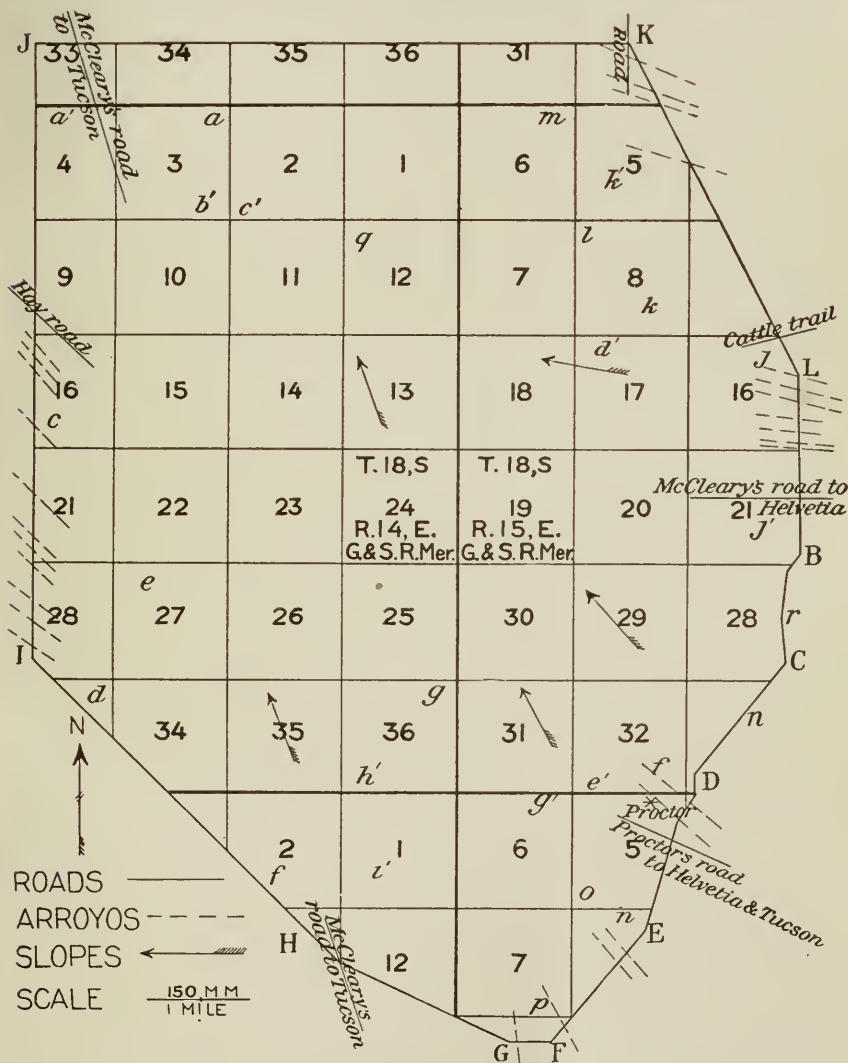 J
K
McCleary's road
to
Tucson
Road
33 34 35 36 31
a' a m
4 3 2 1 6 5
k'
b' c'
q l
9 10 11 12 7 8
k
Hay road
Cattle trail
d' J L
16 15 14 13 18 17 16
c
T. 18, S T. 18, S
21 22 23 24 19 20 21
McCleary's road to
Helvetia
R. 14, E. R. 15, E.
G. & S. R. Mer. G. & S. R. Mer.
J'
B
e
28 27 26 25 30 29 28 r
I C
d g n
N
34 35 36 31 32
f
h' e' D
g'
Proctor
Proctor's road
to Helvetia & Tucson
2 1 6 5
f i' o n
E
H
McCleary's
road to Tucson
12 7
p
G F
ROADS
ARROYOS
SLOPES
SCALE 150 MM
1 MILE